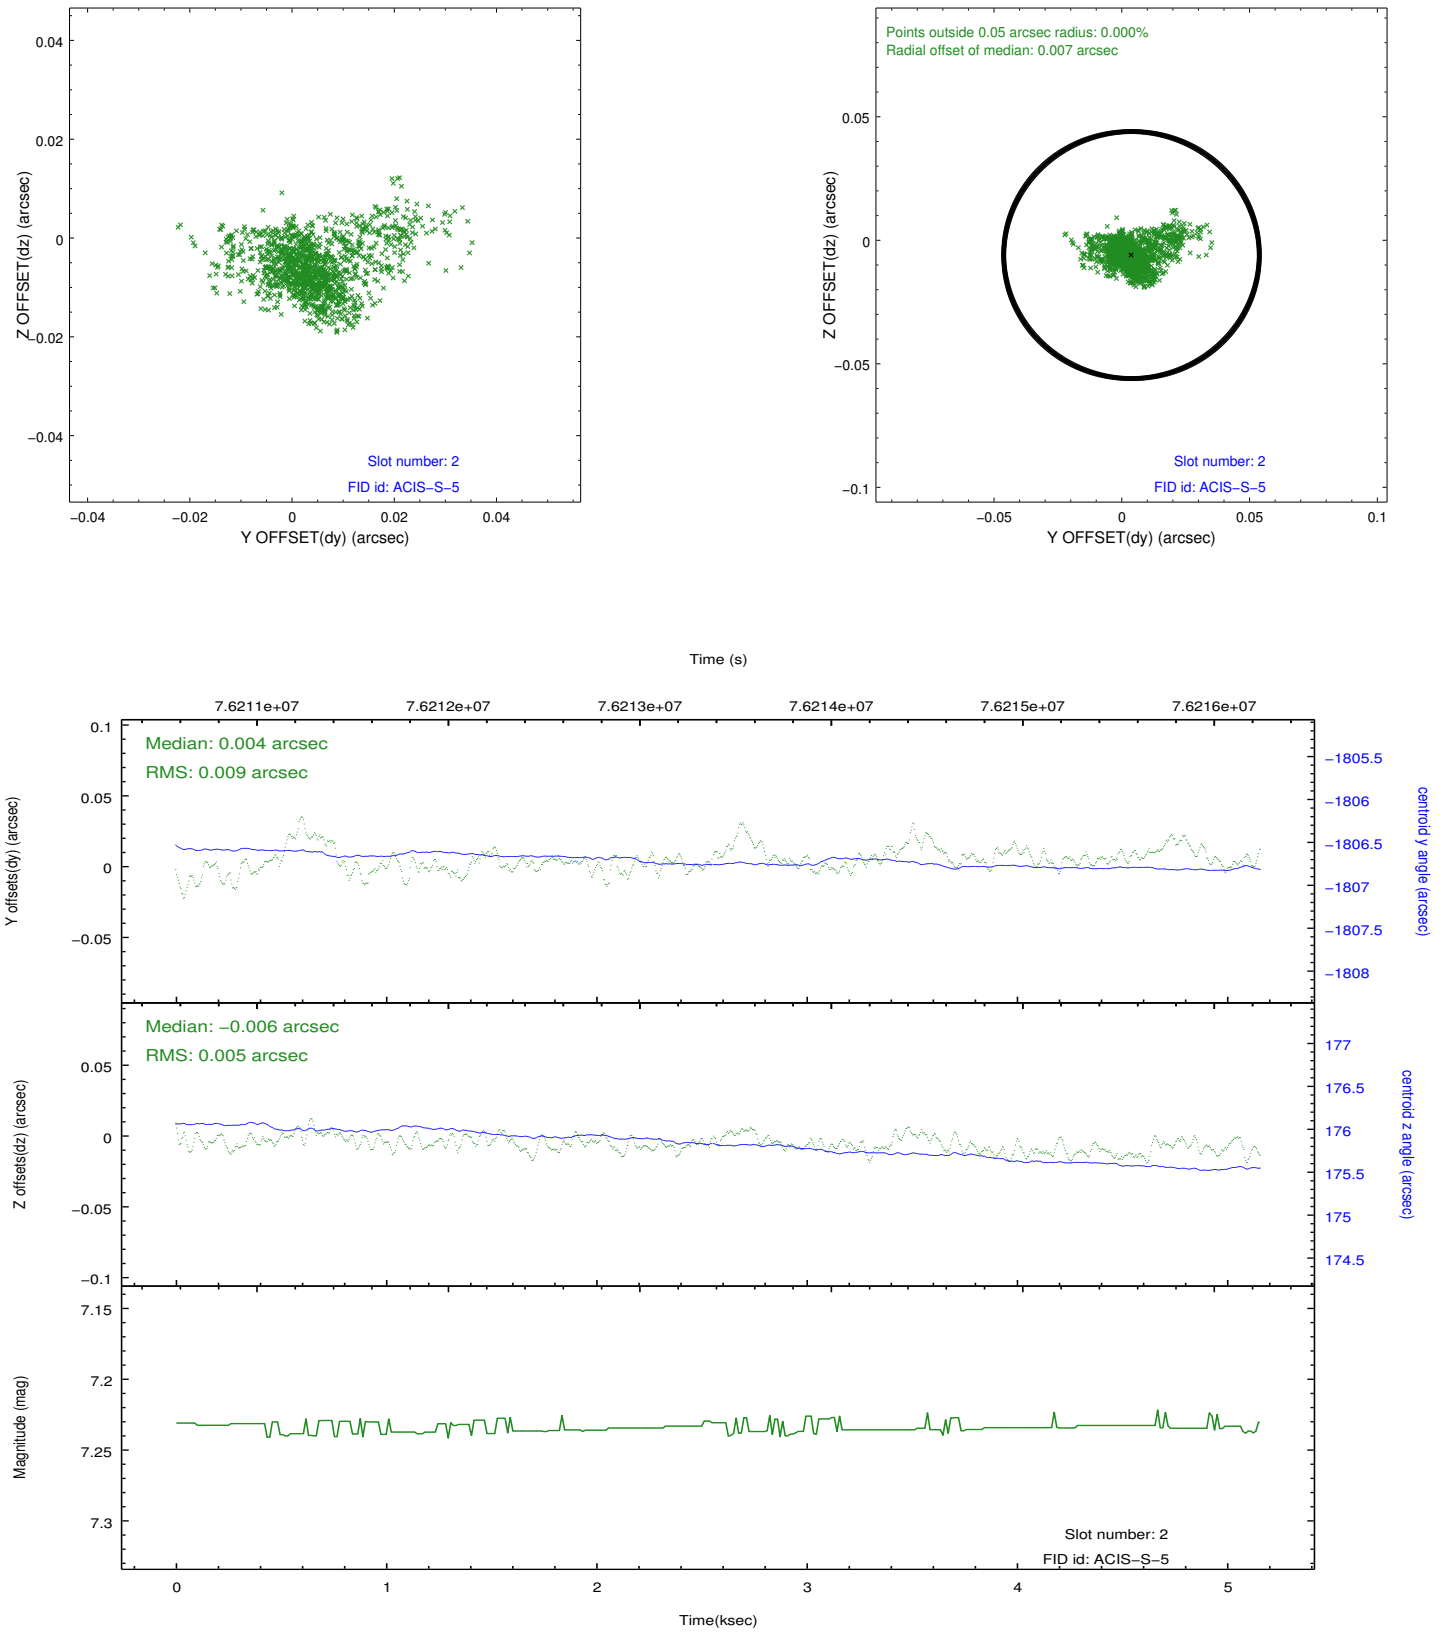 0.04
0.02
0
−0.02
−0.04
Z OFFSET(dz) (arcsec)
Slot number: 2
FID id: ACIS−S−5
−0.04 −0.02 0 0.02 0.04
Y OFFSET(dy) (arcsec)
Points outside 0.05 arcsec radius: 0.000%
Radial offset of median: 0.007 arcsec
0.05
0
−0.05
−0.1
Z OFFSET(dz) (arcsec)
Slot number: 2
FID id: ACIS−S−5
−0.05 0 0.05 0.1
Y OFFSET(dy) (arcsec)
Time (s)
7.6211e+07 7.6212e+07 7.6213e+07 7.6214e+07 7.6215e+07 7.6216e+07
Median: 0.004 arcsec
RMS: 0.009 arcsec
0.1
0.05
0
−0.05
Y offsets(dy) (arcsec)
−1805.5
−1806
−1806.5
−1807
−1807.5
−1808
centroid y angle (arcsec)
Median: −0.006 arcsec
RMS: 0.005 arcsec
0.05
0
−0.05
−0.1
Z offsets(dz) (arcsec)
177
176.5
176
175.5
175
174.5
centroid z angle (arcsec)
7.15
7.2
7.25
7.3
Magnitude (mag)
Slot number: 2
FID id: ACIS−S−5
0 1 2 3 4 5
Time(ksec)